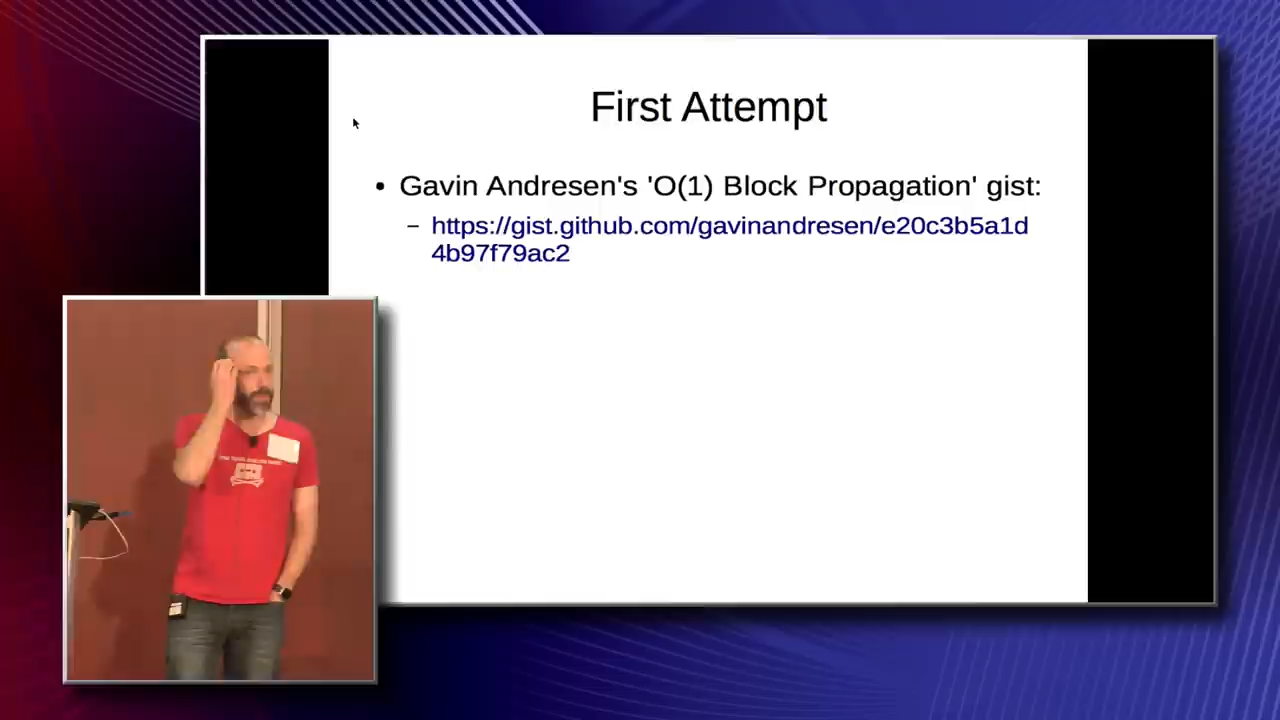 First Attempt
• Gavin Andresen's 'O(1) Block Propagation' gist:
– https://gist.github.com/gavinandresen/e20c3b5a1d
4b97f79ac2